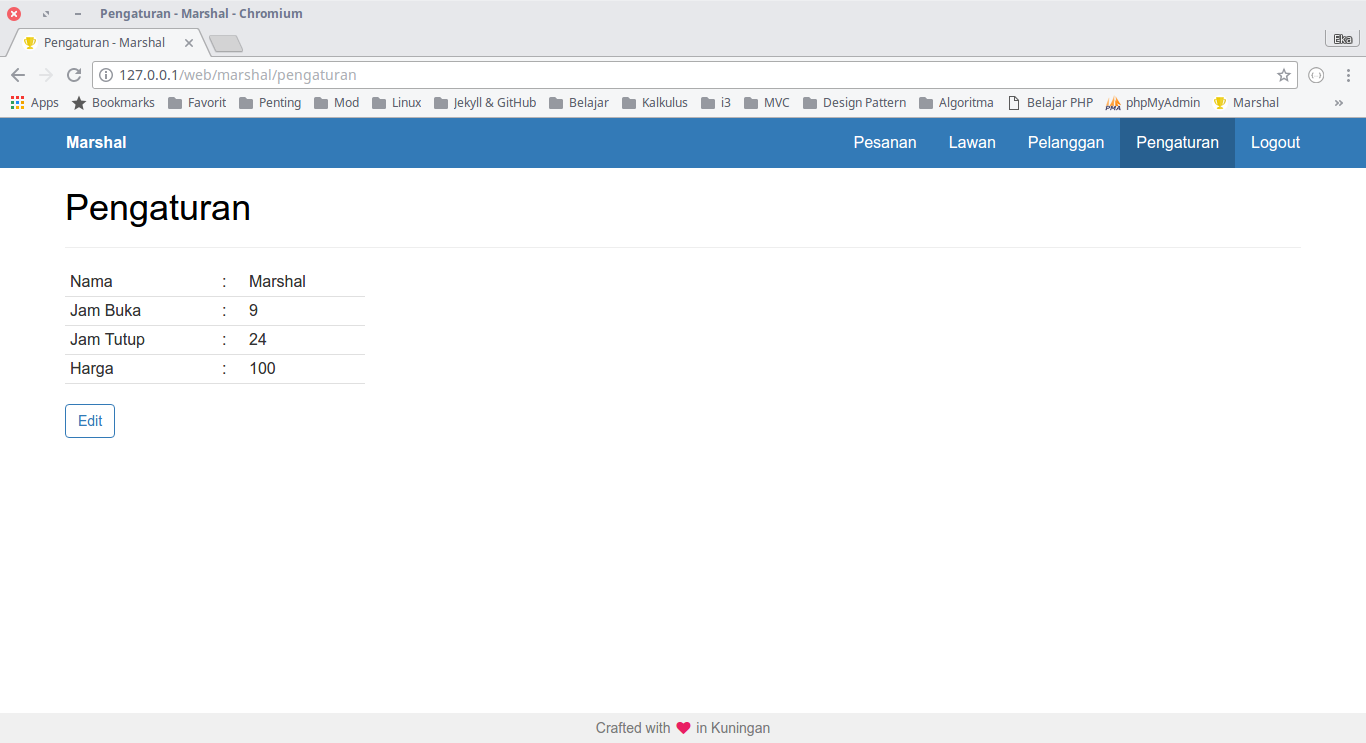 Pengaturan - Marshal - Chromium
Pengaturan - Marshal
Eka
127.0.0.1/web/marshal/pengaturan
Apps Bookmarks Favorit Penting Mod Linux Jekyll & GitHub Belajar Kalkulus i3 MVC Design Pattern Algoritma Belajar PHP PMA phpMyAdmin Marshal »
Marshal Pesanan Lawan Pelanggan Pengaturan Logout
Pengaturan
Nama : Marshal
Jam Buka : 9
Jam Tutup : 24
Harga : 100
Edit
Crafted with ❤ in Kuningan